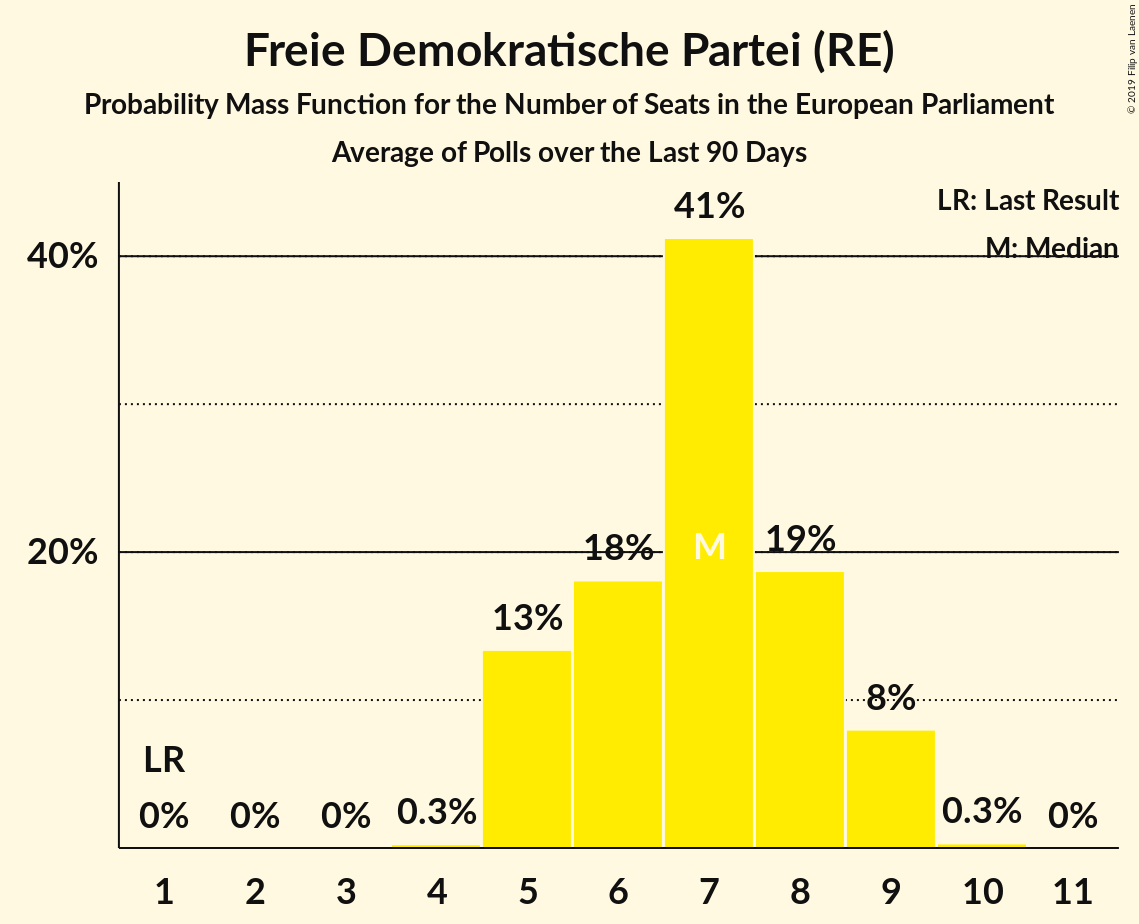 Freie Demokratische Partei (RE)
Probability Mass Function for the Number of Seats in the European Parliament
Average of Polls over the Last 90 Days
© 2019 Filip van Laenen
LR: Last Result
M: Median
40%
20%
41%
18%
M
19%
13%
8%
LR
0%
0%
0%
0.3%
0.3%
0%
1 2 3 4 5 6 7 8 9 10 11